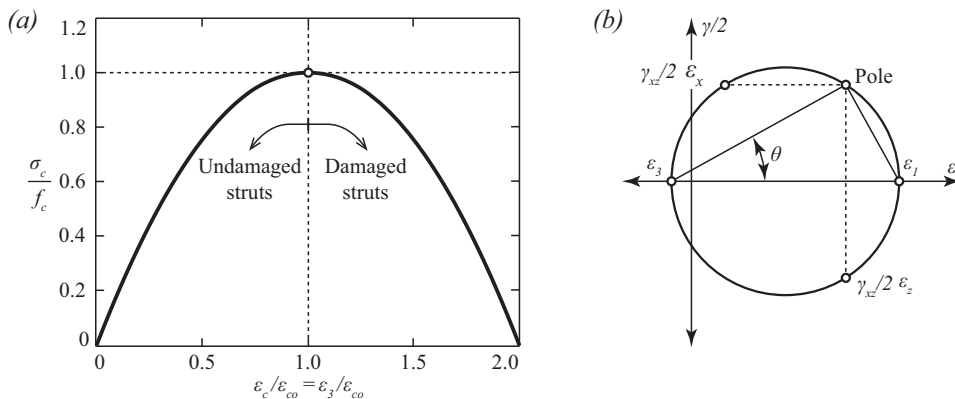 (a)
1.2
1.0
0.8
0.6
0.4
0.2
0
σc
fc
Undamaged
struts
Damaged
struts
0
0.5
1.0
1.5
2.0
εc/εco = ε3/εco
(b)
γ/2
γxz/2 εx
Pole
θ
ε3
ε1
ε
γxz/2 εz